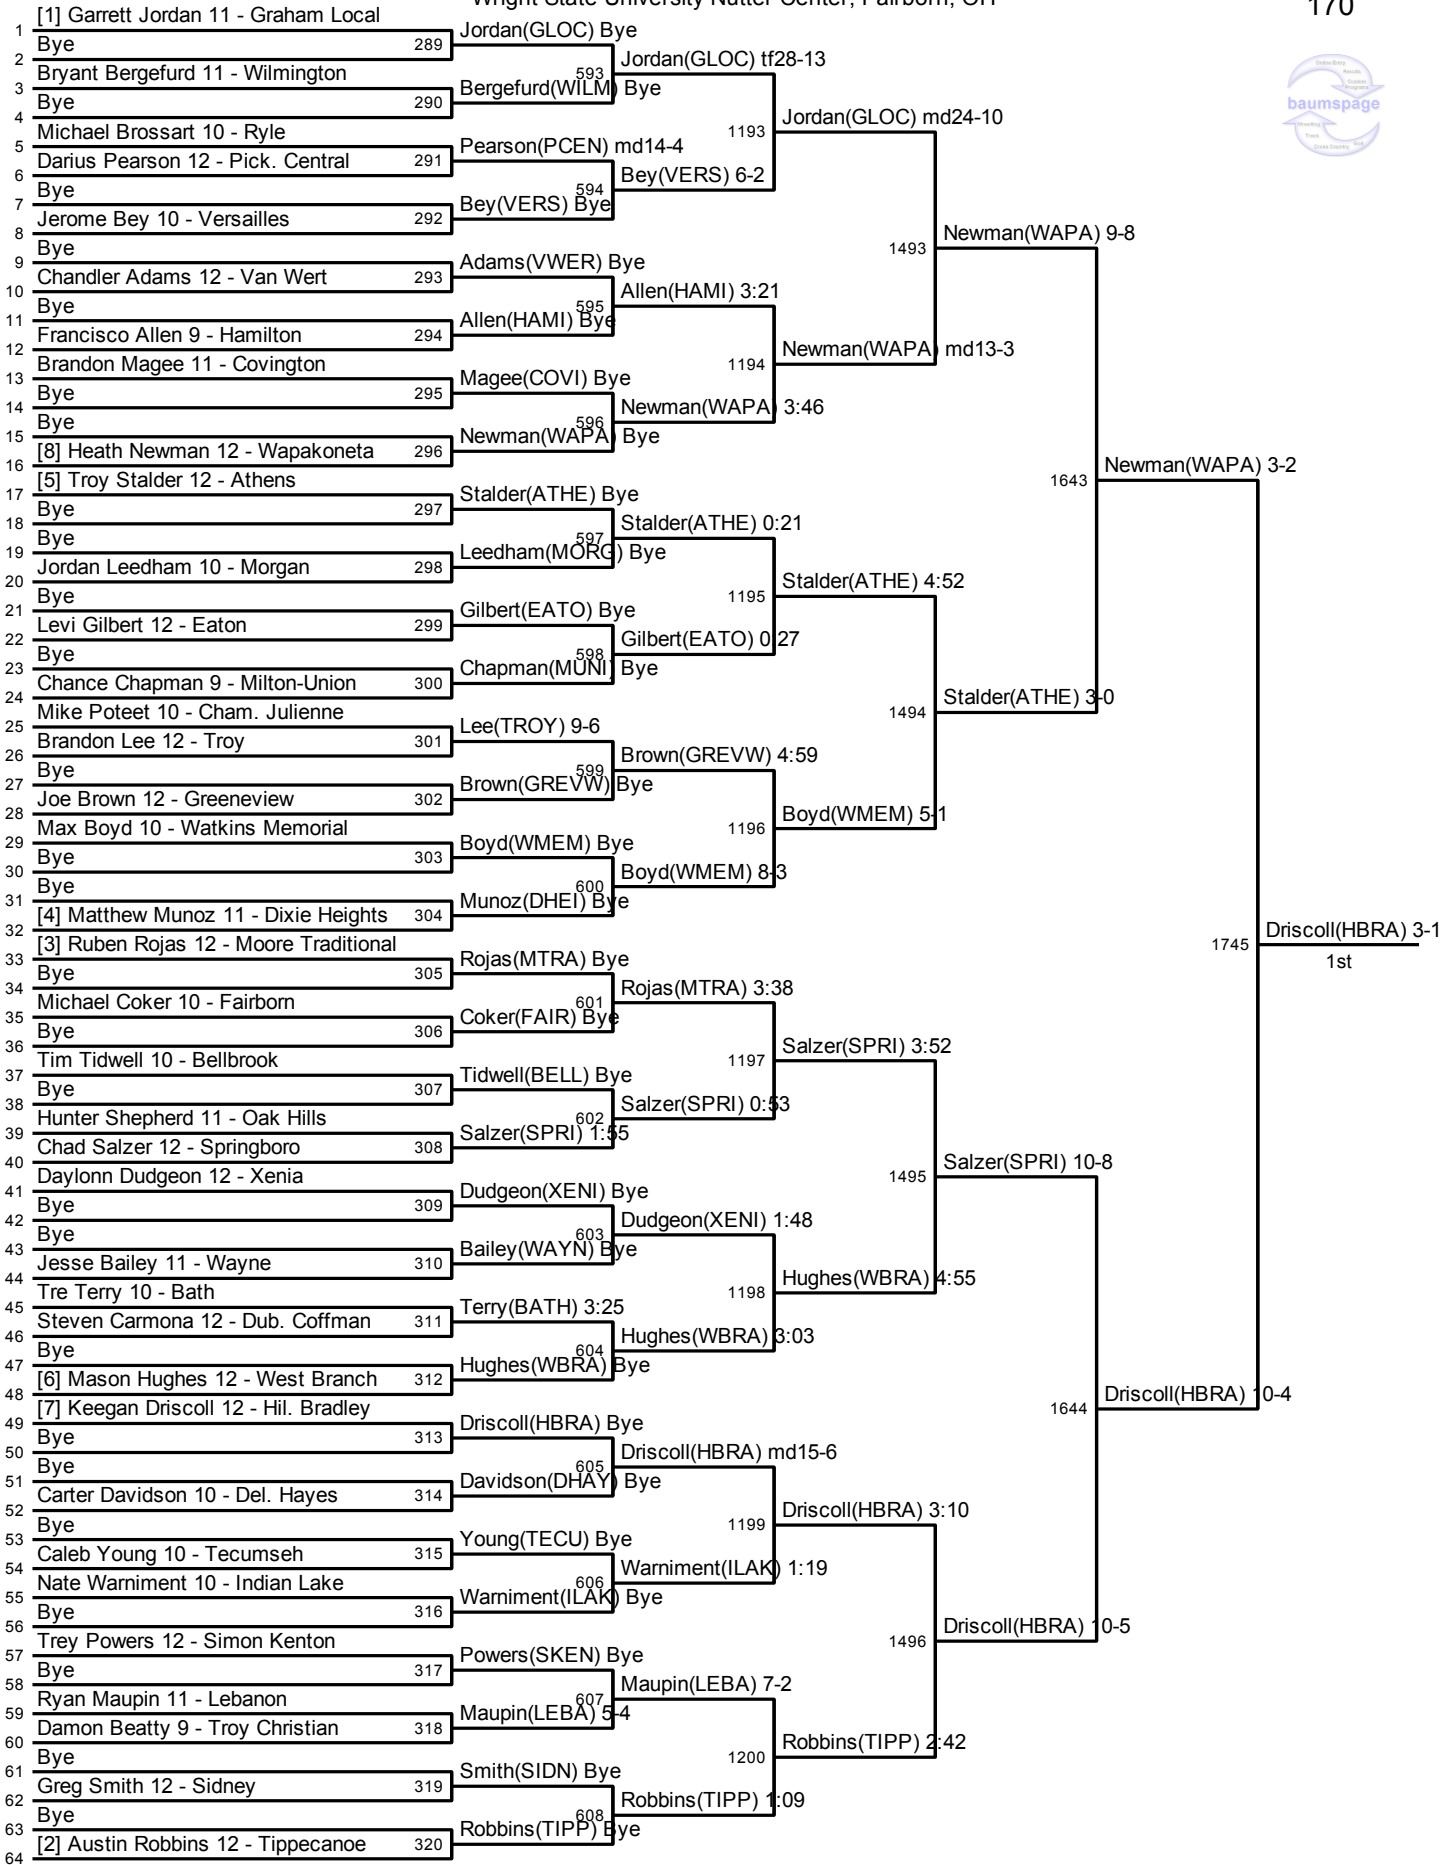 Wright State University Nutter Center, Fairborn, OH
170
baumspage
1 [1] Garrett Jordan 11 - Graham Local
2 Bye
289
3 Bryant Bergefurd 11 - Wilmington
4 Bye
290
5 Michael Brossart 10 - Ryle
6 Darius Pearson 12 - Pick. Central
291
7 Bye
8 Jerome Bey 10 - Versailles
292
9 Bye
10 Chandler Adams 12 - Van Wert
293
11 Bye
12 Francisco Allen 9 - Hamilton
294
13 Brandon Magee 11 - Covington
14 Bye
295
15 Bye
16 [8] Heath Newman 12 - Wapakoneta
296
17 [5] Troy Stalder 12 - Athens
18 Bye
297
19 Bye
20 Jordan Leedham 10 - Morgan
298
21 Bye
22 Levi Gilbert 12 - Eaton
299
23 Bye
24 Chance Chapman 9 - Milton-Union
300
25 Mike Poteet 10 - Cham. Julienne
26 Brandon Lee 12 - Troy
301
27 Bye
28 Joe Brown 12 - Greeneview
302
29 Max Boyd 10 - Watkins Memorial
30 Bye
303
31 Bye
32 [4] Matthew Munoz 11 - Dixie Heights
304
33 [3] Ruben Rojas 12 - Moore Traditional
34 Bye
305
35 Michael Coker 10 - Fairborn
36 Bye
306
37 Tim Tidwell 10 - Bellbrook
38 Bye
307
39 Hunter Shepherd 11 - Oak Hills
40 Chad Salzer 12 - Springboro
308
41 Daylonn Dudgeon 12 - Xenia
42 Bye
309
43 Bye
44 Jesse Bailey 11 - Wayne
310
45 Tre Terry 10 - Bath
46 Steven Carmona 12 - Dub. Coffman
311
47 Bye
48 [6] Mason Hughes 12 - West Branch
312
49 [7] Keegan Driscoll 12 - Hil. Bradley
50 Bye
313
51 Bye
52 Carter Davidson 10 - Del. Hayes
314
53 Bye
54 Caleb Young 10 - Tecumseh
315
55 Nate Warniment 10 - Indian Lake
56 Bye
316
57 Trey Powers 12 - Simon Kenton
58 Bye
317
59 Ryan Maupin 11 - Lebanon
60 Damon Beatty 9 - Troy Christian
318
61 Bye
62 Greg Smith 12 - Sidney
319
63 Bye
64 [2] Austin Robbins 12 - Tippecanoe
320
Jordan(GLOC) Bye
593
Bergefurd(WILM) Bye
Pearson(PCEN) md14-4
594
Bey(VERS) Bye
Adams(VWER) Bye
595
Allen(HAMI) Bye
Magee(COVI) Bye
596
Newman(WAPA) Bye
Stalder(ATHE) Bye
597
Leedham(MORG) Bye
Gilbert(EATO) Bye
598
Chapman(MUNI) Bye
Lee(TROY) 9-6
599
Brown(GREVW) Bye
Boyd(WMEM) Bye
600
Munoz(DHEI) Bye
Rojas(MTRA) Bye
601
Coker(FAIR) Bye
Tidwell(BELL) Bye
602
Salzer(SPRI) 1:55
Dudgeon(XENI) Bye
603
Bailey(WAYN) Bye
Terry(BATH) 3:25
604
Hughes(WBRA) Bye
Driscoll(HBRA) Bye
605
Davidson(DHAY) Bye
Young(TECU) Bye
606
Warniment(ILAK) Bye
Powers(SKEN) Bye
607
Maupin(LEBA) 5-4
Smith(SIDN) Bye
608
Robbins(TIPP) Bye
Jordan(GLOC) tf28-13
1193
Bey(VERS) 6-2
Allen(HAMI) 3:21
1194
Newman(WAPA) 3:46
Stalder(ATHE) 0:21
1195
Gilbert(EATO) 0:27
Brown(GREVW) 4:59
1196
Boyd(WMEM) 8-3
Rojas(MTRA) 3:38
1197
Salzer(SPRI) 0:53
Dudgeon(XENI) 1:48
1198
Hughes(WBRA) 3:03
Driscoll(HBRA) md15-6
1199
Warniment(ILAK) 1:19
Maupin(LEBA) 7-2
1200
Robbins(TIPP) 1:09
Jordan(GLOC) md24-10
1493
Newman(WAPA) md13-3
Stalder(ATHE) 4:52
1494
Boyd(WMEM) 5-1
Salzer(SPRI) 3:52
1495
Hughes(WBRA) 4:55
Driscoll(HBRA) 3:10
1496
Robbins(TIPP) 2:42
Newman(WAPA) 9-8
1643
Stalder(ATHE) 3-0
Salzer(SPRI) 10-8
1644
Driscoll(HBRA) 10-5
Newman(WAPA) 3-2
1745
Driscoll(HBRA) 10-4
Driscoll(HBRA) 3-1
1st